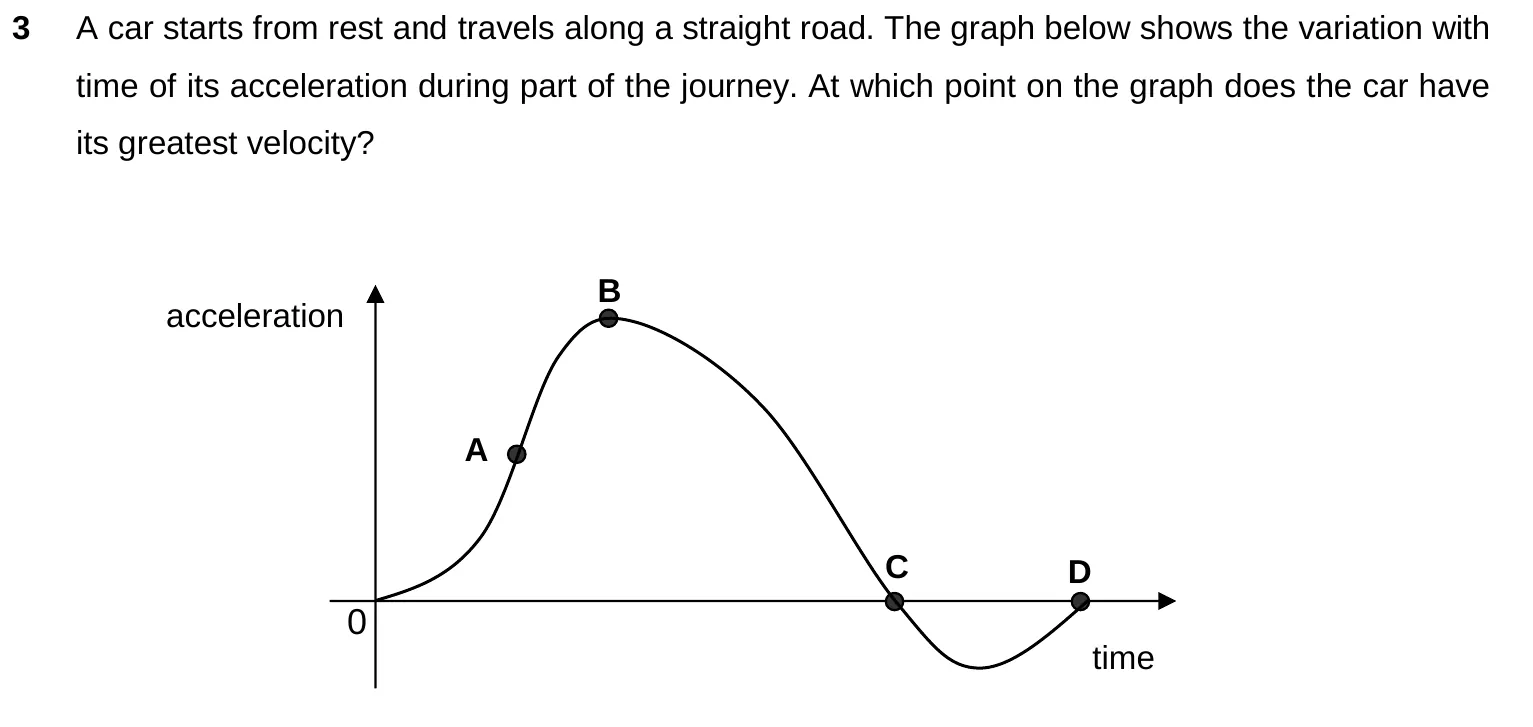 3 A car starts from rest and travels along a straight road. The graph below shows the variation with
time of its acceleration during part of the journey. At which point on the graph does the car have
its greatest velocity?
B
acceleration
A
C
D
0
time